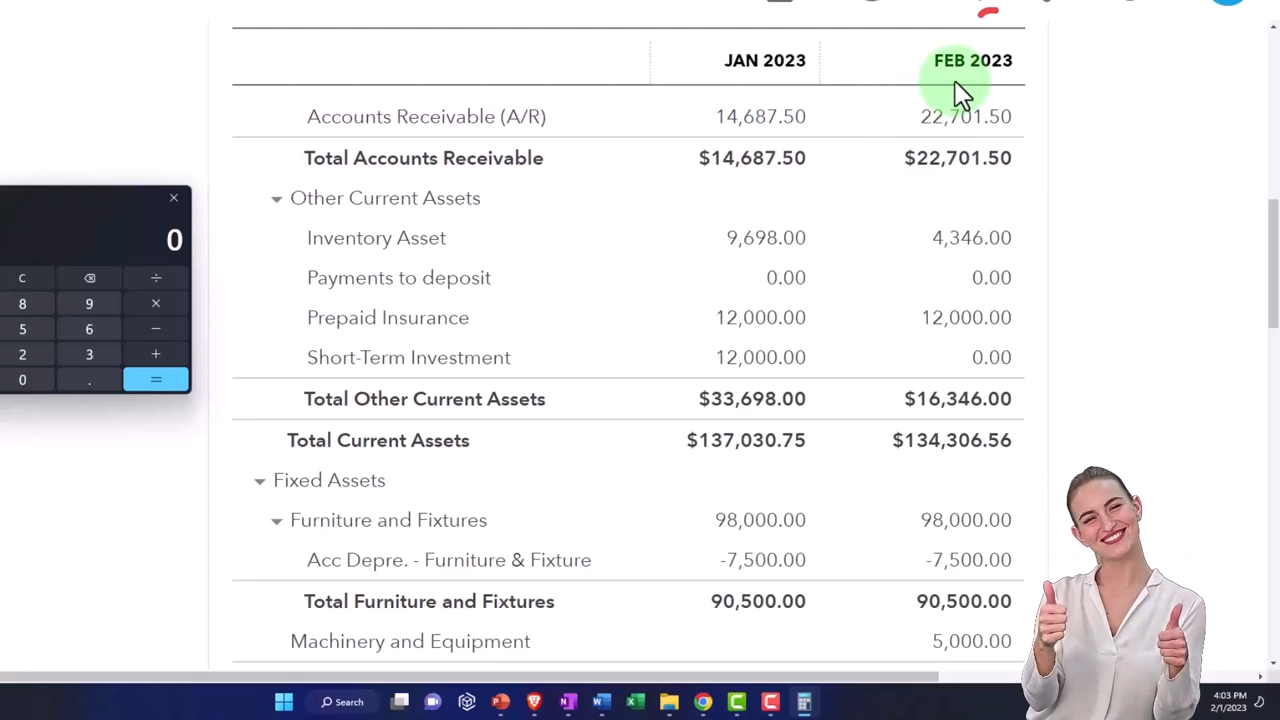 JAN 2023 FEB 2023
Accounts Receivable (A/R) 14,687.50 22,701.50
Total Accounts Receivable $14,687.50 $22,701.50
Other Current Assets
Inventory Asset 9,698.00 4,346.00
Payments to deposit 0.00 0.00
Prepaid Insurance 12,000.00 12,000.00
Short-Term Investment 12,000.00 0.00
Total Other Current Assets $33,698.00 $16,346.00
Total Current Assets $137,030.75 $134,306.56
Fixed Assets
Furniture and Fixtures 98,000.00 98,000.00
Acc Depre. - Furniture & Fixture -7,500.00 -7,500.00
Total Furniture and Fixtures 90,500.00 90,500.00
Machinery and Equipment 5,000.00
0
C ÷
8 9 ×
5 6 −
2 3 +
0 . =
Search
4:03 PM
2/1/2023